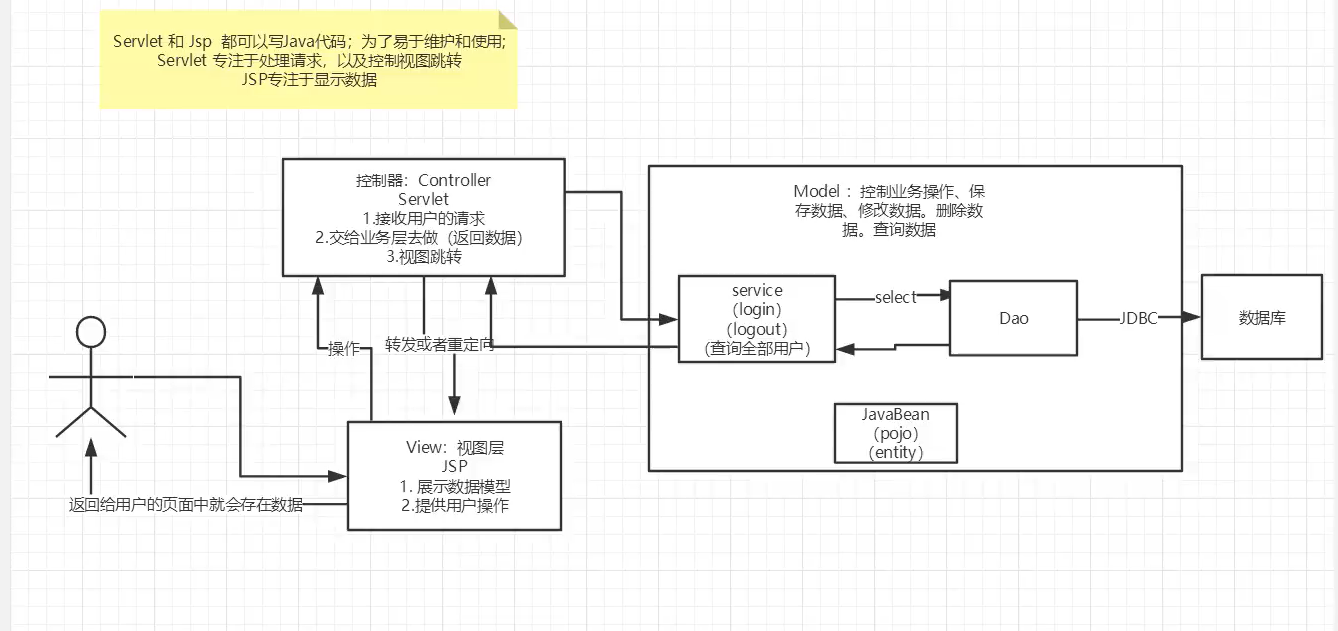 Servlet 和 Jsp 都可以写Java代码；为了易于维护和使用;
Servlet 专注于处理请求，以及控制视图跳转
JSP专注于显示数据
控制器：Controller
Servlet
1.接收用户的请求
2.交给业务层去做（返回数据）
3.视图跳转
Model ：控制业务操作、保
存数据、修改数据。删除数
据。查询数据
service
（login）
（logout）
（查询全部用户）
select
Dao
JDBC
数据库
操作
转发或者重定向
JavaBean
（pojo）
（entity）
View：视图层
JSP
1. 展示数据模型
2.提供用户操作
返回给用户的页面中就会存在数据